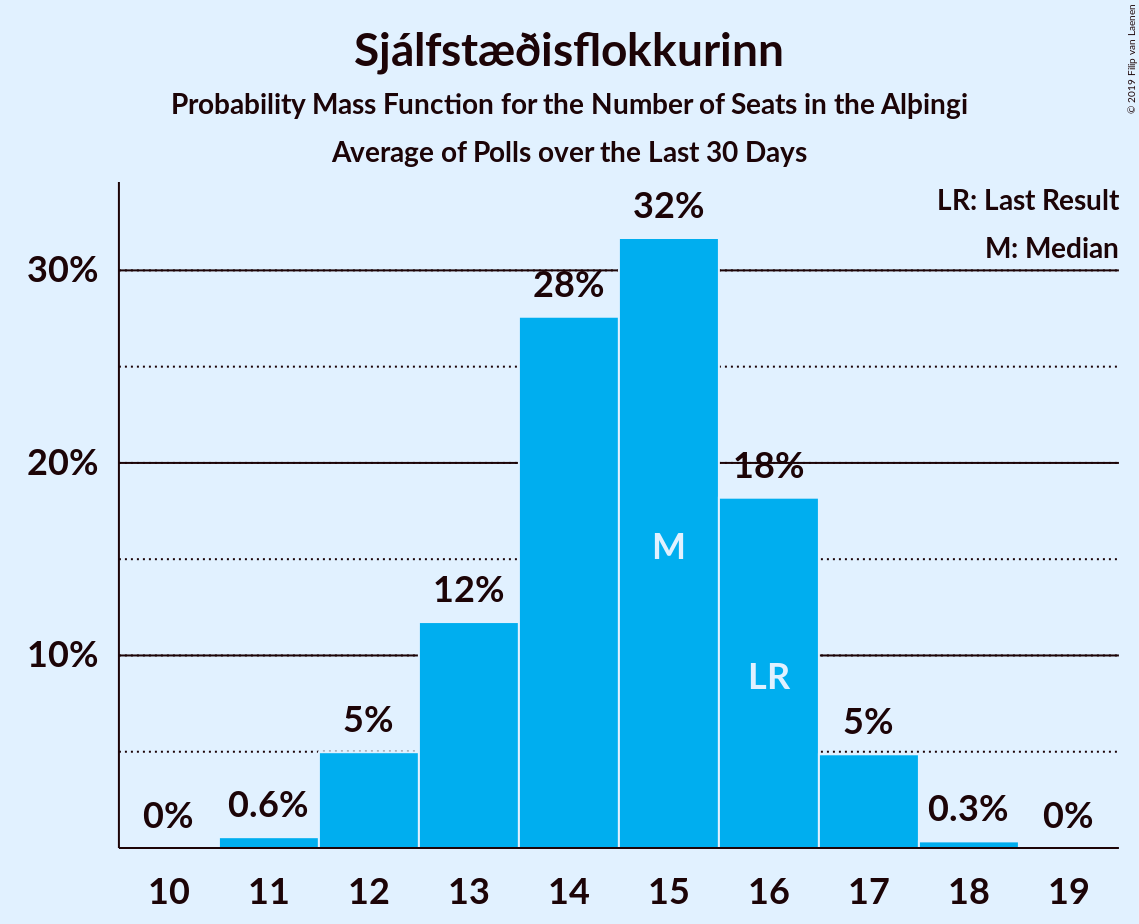 Sjálfstæðisflokkurinn
Probability Mass Function for the Number of Seats in the Alþingi
Average of Polls over the Last 30 Days
© 2019 Filip van Laenen
LR: Last Result
M: Median
32%
30%
28%
20%
18%
M
12%
10%
LR
5%
5%
0%
0.6%
0.3%
0%
10 11 12 13 14 15 16 17 18 19